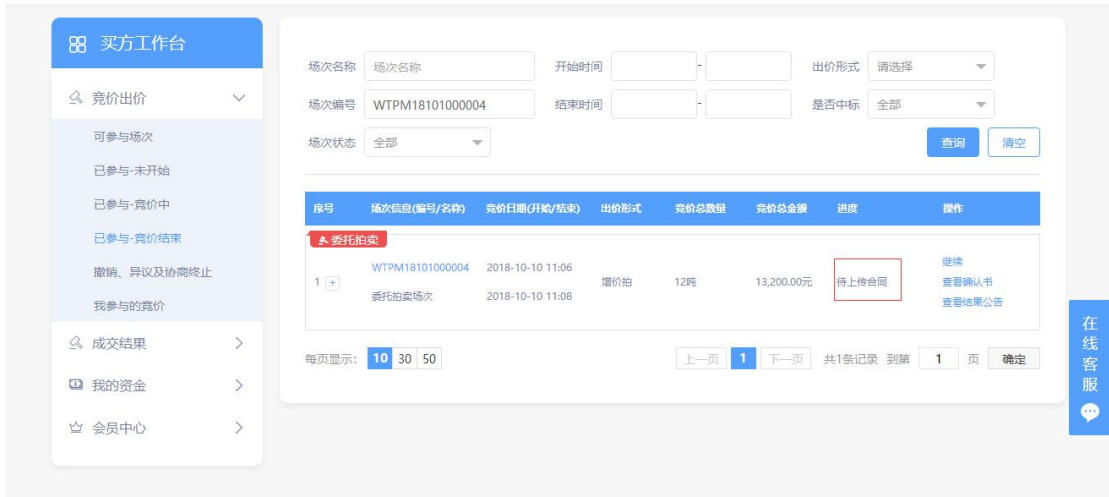 买方工作台
竞价出价
可参与场次
已参与-未开始
已参与-竞价中
已参与-竞价结束
撤销、异议及协商终止
我参与的竞价
成交结果
我的资金
会员中心
场次名称 场次名称 开始时间 - 出价形式 请选择
场次编号 WTPM18101000004 结束时间 - 是否中标 全部
场次状态 全部 查询 清空
序号 场次信息(编号/名称) 竞价日期(开始/结束) 出价形式 竞价总数量 竞价总金额 进度 操作
委托拍卖
WTPM18101000004 2018-10-10 11:06 继续
1 + 增价拍 12吨 13,200.00元 待上传合同 查看确认书
委托拍卖场次 2018-10-10 11:08 查看结果公告
每页显示: 10 30 50 上一页 1 下一页 共1条记录 到第 1 页 确定
在线客服